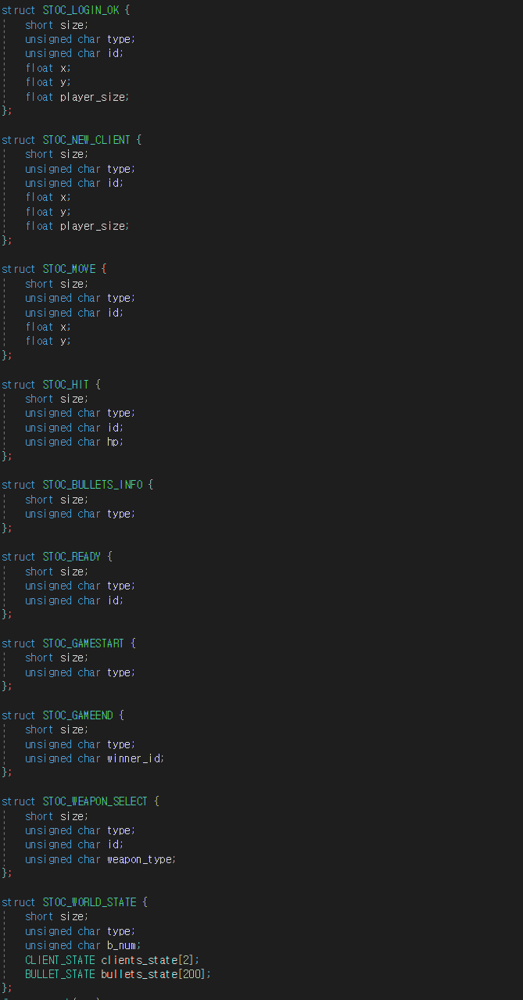 struct STOC_LOGIN_OK {
short size;
unsigned char type;
unsigned char id;
float x;
float y;
float player_size;
};
struct STOC_NEW_CLIENT {
short size;
unsigned char type;
unsigned char id;
float x;
float y;
float player_size;
};
struct STOC_MOVE {
short size;
unsigned char type;
unsigned char id;
float x;
float y;
};
struct STOC_HIT {
short size;
unsigned char type;
unsigned char id;
unsigned char hp;
};
struct STOC_BULLETS_INFO {
short size;
unsigned char type;
};
struct STOC_READY {
short size;
unsigned char type;
unsigned char id;
};
struct STOC_GAMESTART {
short size;
unsigned char type;
};
struct STOC_GAMEEND {
short size;
unsigned char type;
unsigned char winner_id;
};
struct STOC_WEAPON_SELECT {
short size;
unsigned char type;
unsigned char id;
unsigned char weapon_type;
};
struct STOC_WORLD_STATE {
short size;
unsigned char type;
unsigned char b_num;
CLIENT_STATE clients_state[2];
BULLET_STATE bullets_state[200];
};